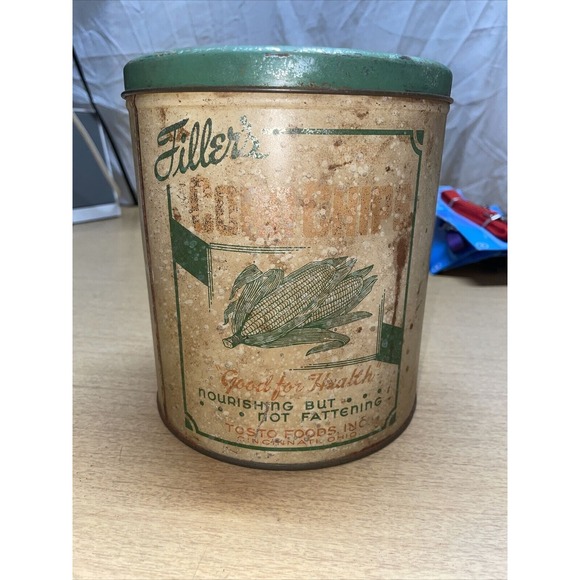 Filler's
CORN CHIPS
Good for Health
NOURISHING BUT
NOT FATTENING
TOSTO FOODS, INC.
CINCINNATI, OHIO